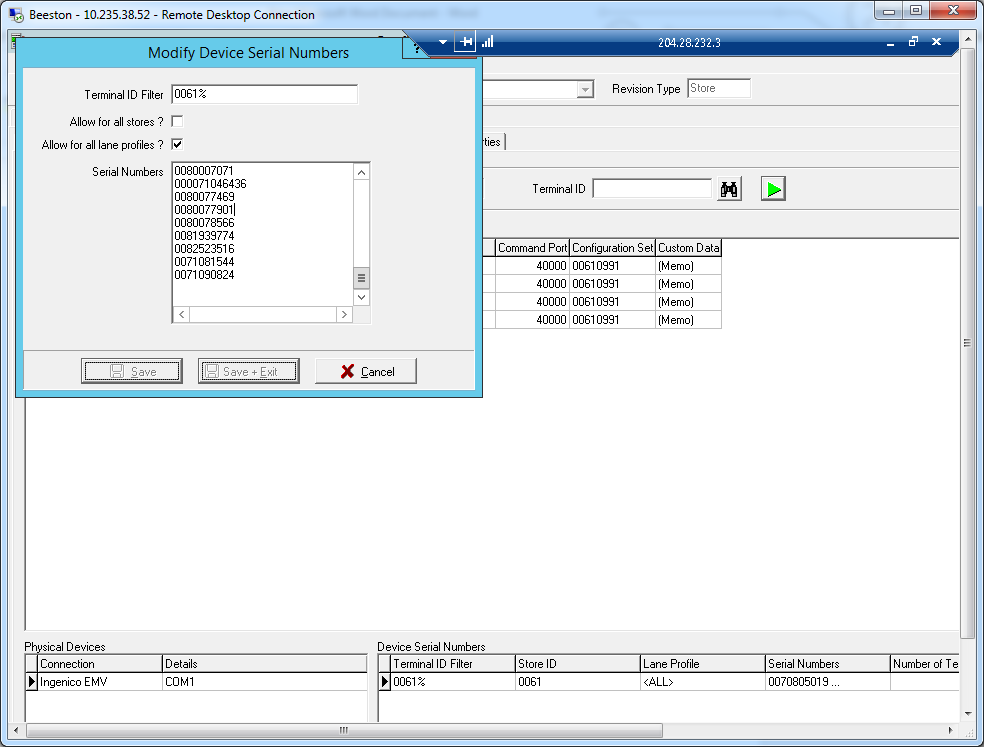 Beeston - 10.235.38.52 - Remote Desktop Connection
204.28.232.3
Modify Device Serial Numbers
?
Terminal ID Filter 0061%
Allow for all stores ?
Allow for all lane profiles ?
Serial Numbers
0080007071
000071046436
0080077469
0080077901
0080078566
0081939774
0082523516
0071081544
0071090824
Save
Save + Exit
Cancel
Revision Type Store
ties
Terminal ID
Command Port Configuration Set Custom Data
40000 00610991 (Memo)
40000 00610991 (Memo)
40000 00610991 (Memo)
40000 00610991 (Memo)
Physical Devices
Connection Details
Ingenico EMV COM1
Device Serial Numbers
Terminal ID Filter Store ID Lane Profile Serial Numbers Number of Te
0061% 0061 <ALL> 0070805019 ...